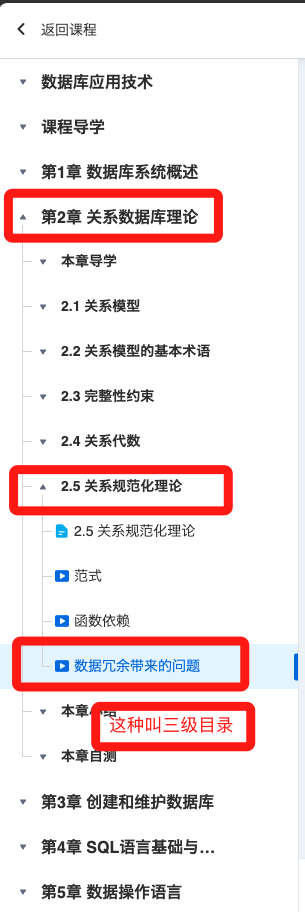 返回课程
数据库应用技术
课程导学
第1章 数据库系统概述
第2章 关系数据库理论
本章导学
2.1 关系模型
2.2 关系模型的基本术语
2.3 完整性约束
2.4 关系代数
2.5 关系规范化理论
2.5 关系规范化理论
范式
函数依赖
数据冗余带来的问题
本章小结
这种叫三级目录
本章自测
第3章 创建和维护数据库
第4章 SQL语言基础与...
第5章 数据操作语言